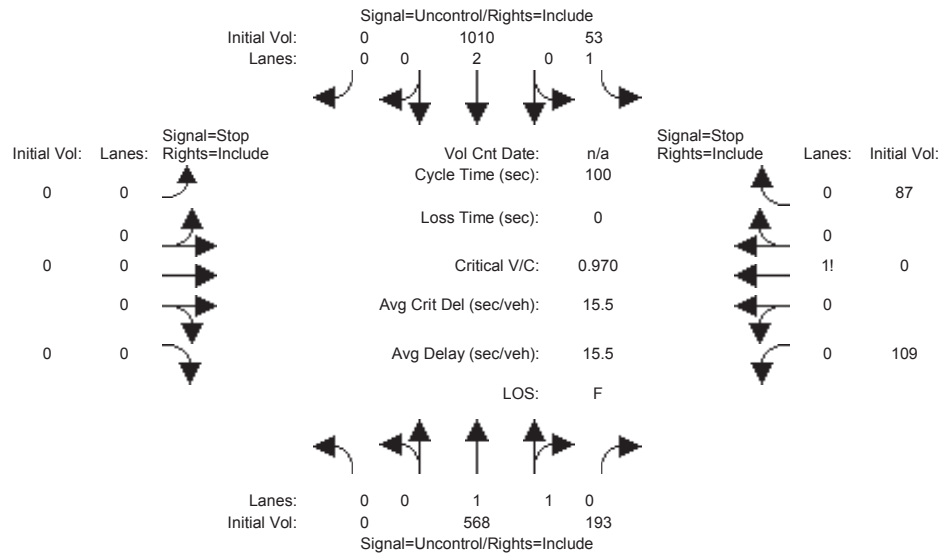 Signal=Uncontrol/Rights=Include
Initial Vol: 0 1010 53
Lanes: 0 0 2 0 1
Signal=Stop
Initial Vol: Lanes: Rights=Include
Vol Cnt Date: n/a
Signal=Stop
Rights=Include Lanes: Initial Vol:
Cycle Time (sec): 100
0 0
0 87
Loss Time (sec): 0
0
0
0 0
Critical V/C: 0.970
1! 0
0
Avg Crit Del (sec/veh): 15.5
0
0 0
Avg Delay (sec/veh): 15.5
0 109
LOS: F
Lanes: 0 0 1 1 0
Initial Vol: 0 568 193
Signal=Uncontrol/Rights=Include